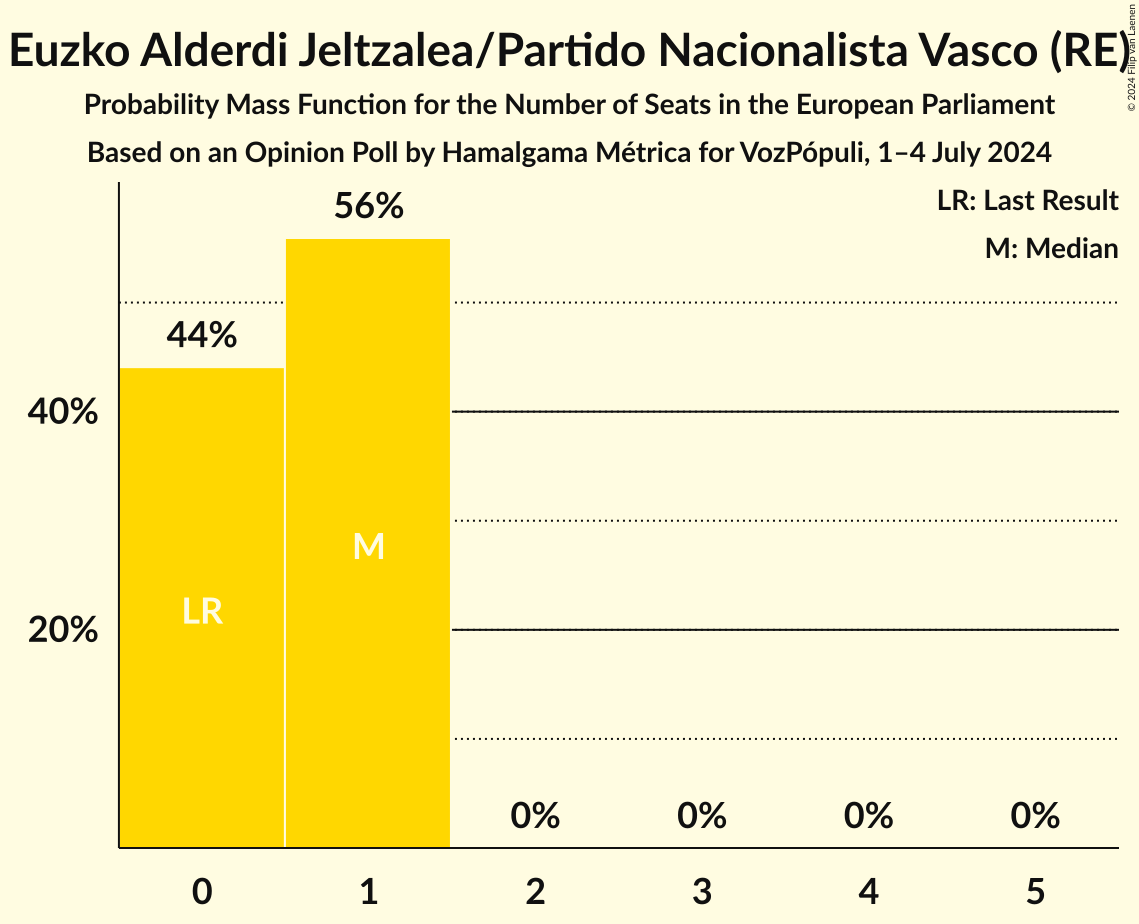 Euzko Alderdi Jeltzalea/Partido Nacionalista Vasco (RE)
© 2024 Filip van Laenen
Probability Mass Function for the Number of Seats in the European Parliament
Based on an Opinion Poll by Hamalgama Métrica for VozPópuli, 1–4 July 2024
LR: Last Result
M: Median
56%
44%
40%
M
LR
20%
0% 0% 0% 0%
0 1 2 3 4 5